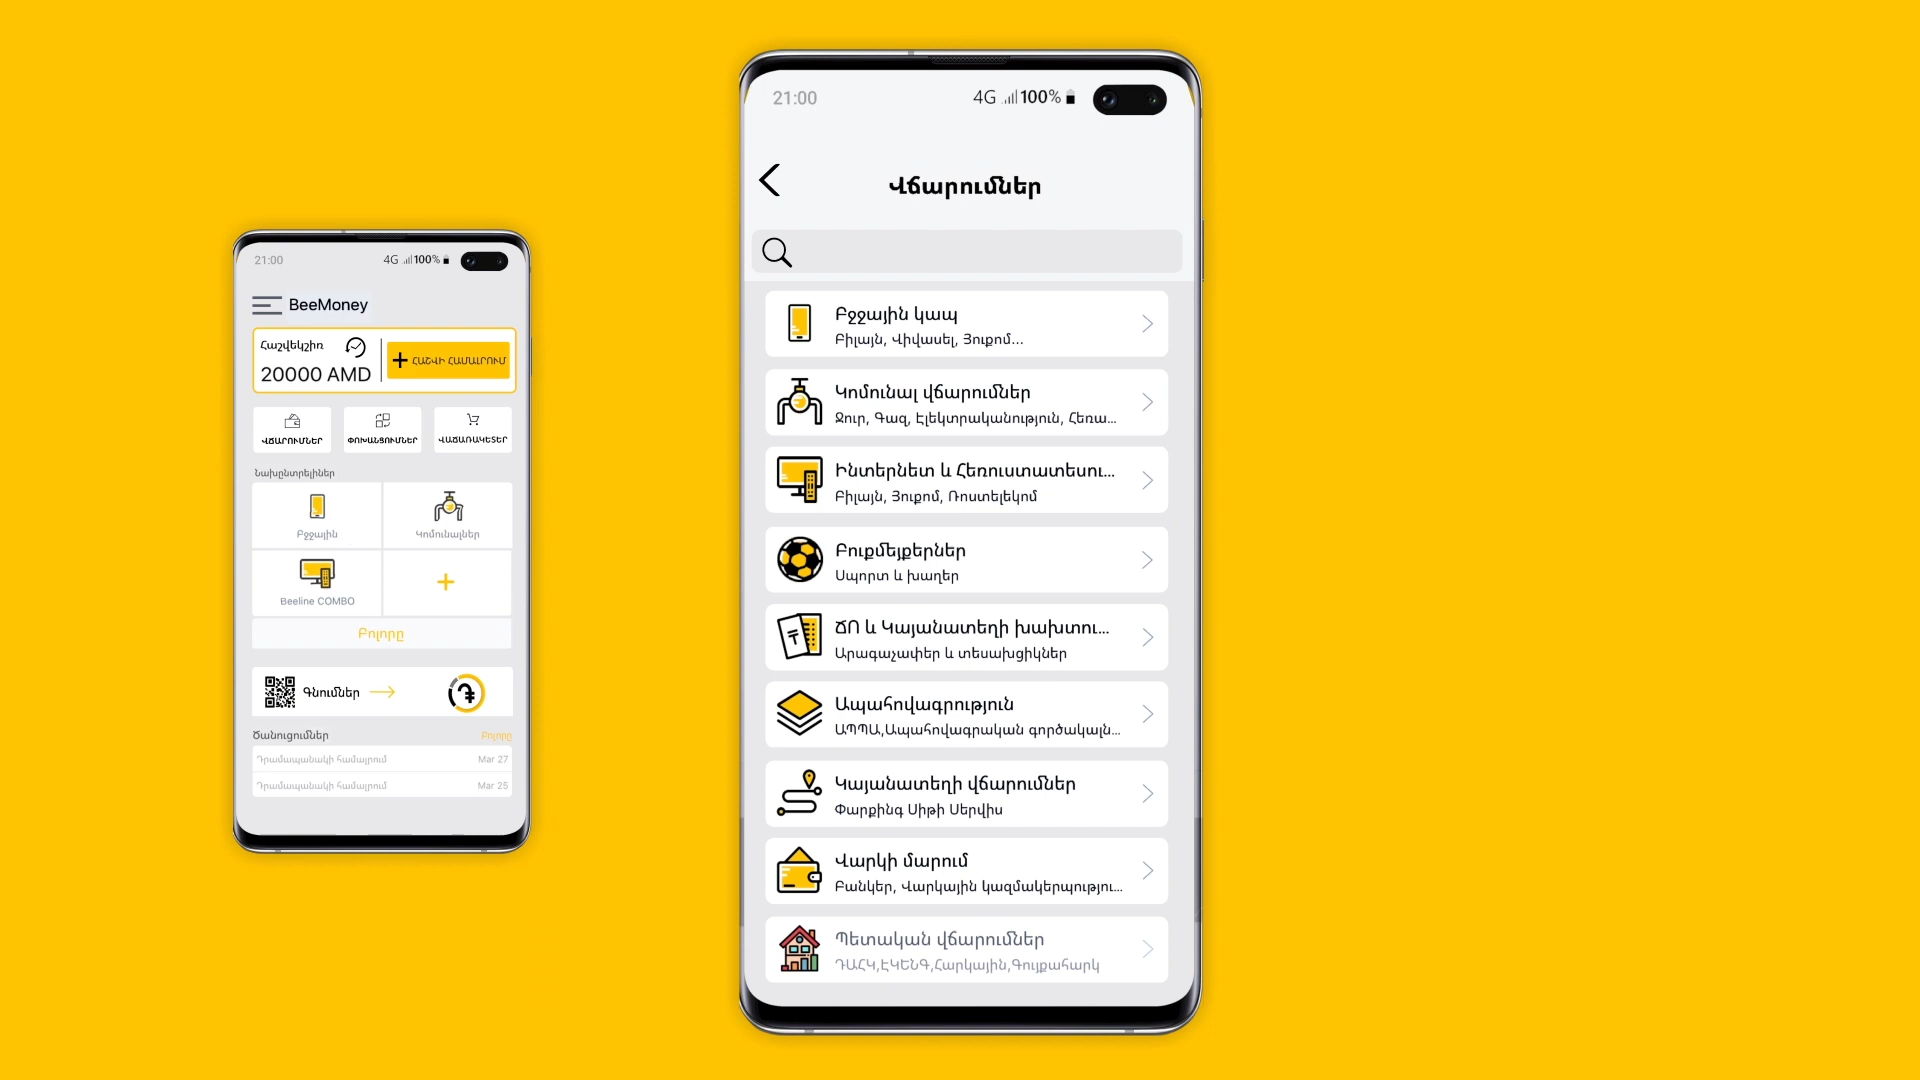 21:00
4G 100%
BeeMoney
Հաշվեկշիռ
20000 AMD
+ ՀԱՇՎԻ ՀԱՄԱԼՐՈՒՄ
ՎՃԱՐՈՒՄՆԵՐ
ՓՈԽԱՆՑՈՒՄՆԵՐ
ՎԱՃԱՌԱԿԵՏԵՐ
Նախընտրելիներ
Բջջային
Կոմունալներ
Beeline COMBO
+
Բոլորը
Գնումներ
Ծանուցումներ
Բոլորը
Դրամապանակի համալրում Mar 27
Դրամապանակի համալրում Mar 25
21:00
4G 100%
Վճարումներ
Բջջային կապ
Բիլայն, Վիվասել, Յուքոմ...
Կոմունալ վճարումներ
Ջուր, Գազ, Էլեկտրականություն, Հեռա...
Ինտերնետ և Հեռուստատեսու...
Բիլայն, Յուքոմ, Ռոստելեկոմ
Բուքմեյքերներ
Սպորտ և խաղեր
ՃՈ և Կայանատեղի խախտու...
Արագաչափեր և տեսախցիկներ
Ապահովագրություն
ԱՊՊԱ,Ապահովագրական գործակալն...
Կայանատեղի վճարումներ
Փարքինգ Սիթի Սերվիս
Վարկի մարում
Բանկեր, Վարկային կազմակերպությու...
Պետական վճարումներ
ԴԱՀԿ,ԷԿԵՆԳ,Հարկային,Գույքահարկ